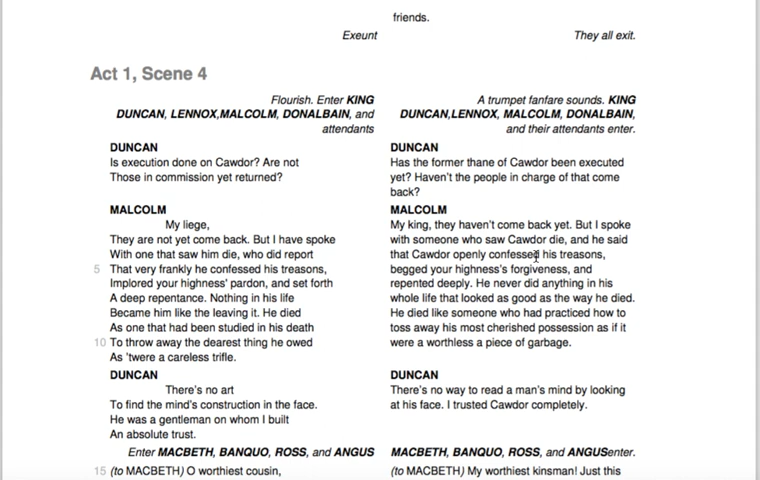 friends.
Exeunt
They all exit.
Act 1, Scene 4
Flourish. Enter KING
DUNCAN, LENNOX,MALCOLM, DONALBAIN, and
attendants
DUNCAN
Is execution done on Cawdor? Are not
Those in commission yet returned?
MALCOLM
My liege,
They are not yet come back. But I have spoke
With one that saw him die, who did report
5 That very frankly he confessed his treasons,
Implored your highness' pardon, and set forth
A deep repentance. Nothing in his life
Became him like the leaving it. He died
As one that had been studied in his death
10 To throw away the dearest thing he owed
As 'twere a careless trifle.
DUNCAN
There's no art
To find the mind's construction in the face.
He was a gentleman on whom I built
An absolute trust.
Enter MACBETH, BANQUO, ROSS, and ANGUS
15 (to MACBETH) O worthiest cousin,
A trumpet fanfare sounds. KING
DUNCAN,LENNOX, MALCOLM, DONALBAIN,
and their attendants enter.
DUNCAN
Has the former thane of Cawdor been executed
yet? Haven't the people in charge of that come
back?
MALCOLM
My king, they haven't come back yet. But I spoke
with someone who saw Cawdor die, and he said
that Cawdor openly confessed his treasons,
begged your highness's forgiveness, and
repented deeply. He never did anything in his
whole life that looked as good as the way he died.
He died like someone who had practiced how to
toss away his most cherished possession as if it
were a worthless a piece of garbage.
DUNCAN
There's no way to read a man's mind by looking
at his face. I trusted Cawdor completely.
MACBETH, BANQUO, ROSS, and ANGUSenter.
(to MACBETH) My worthiest kinsman! Just this